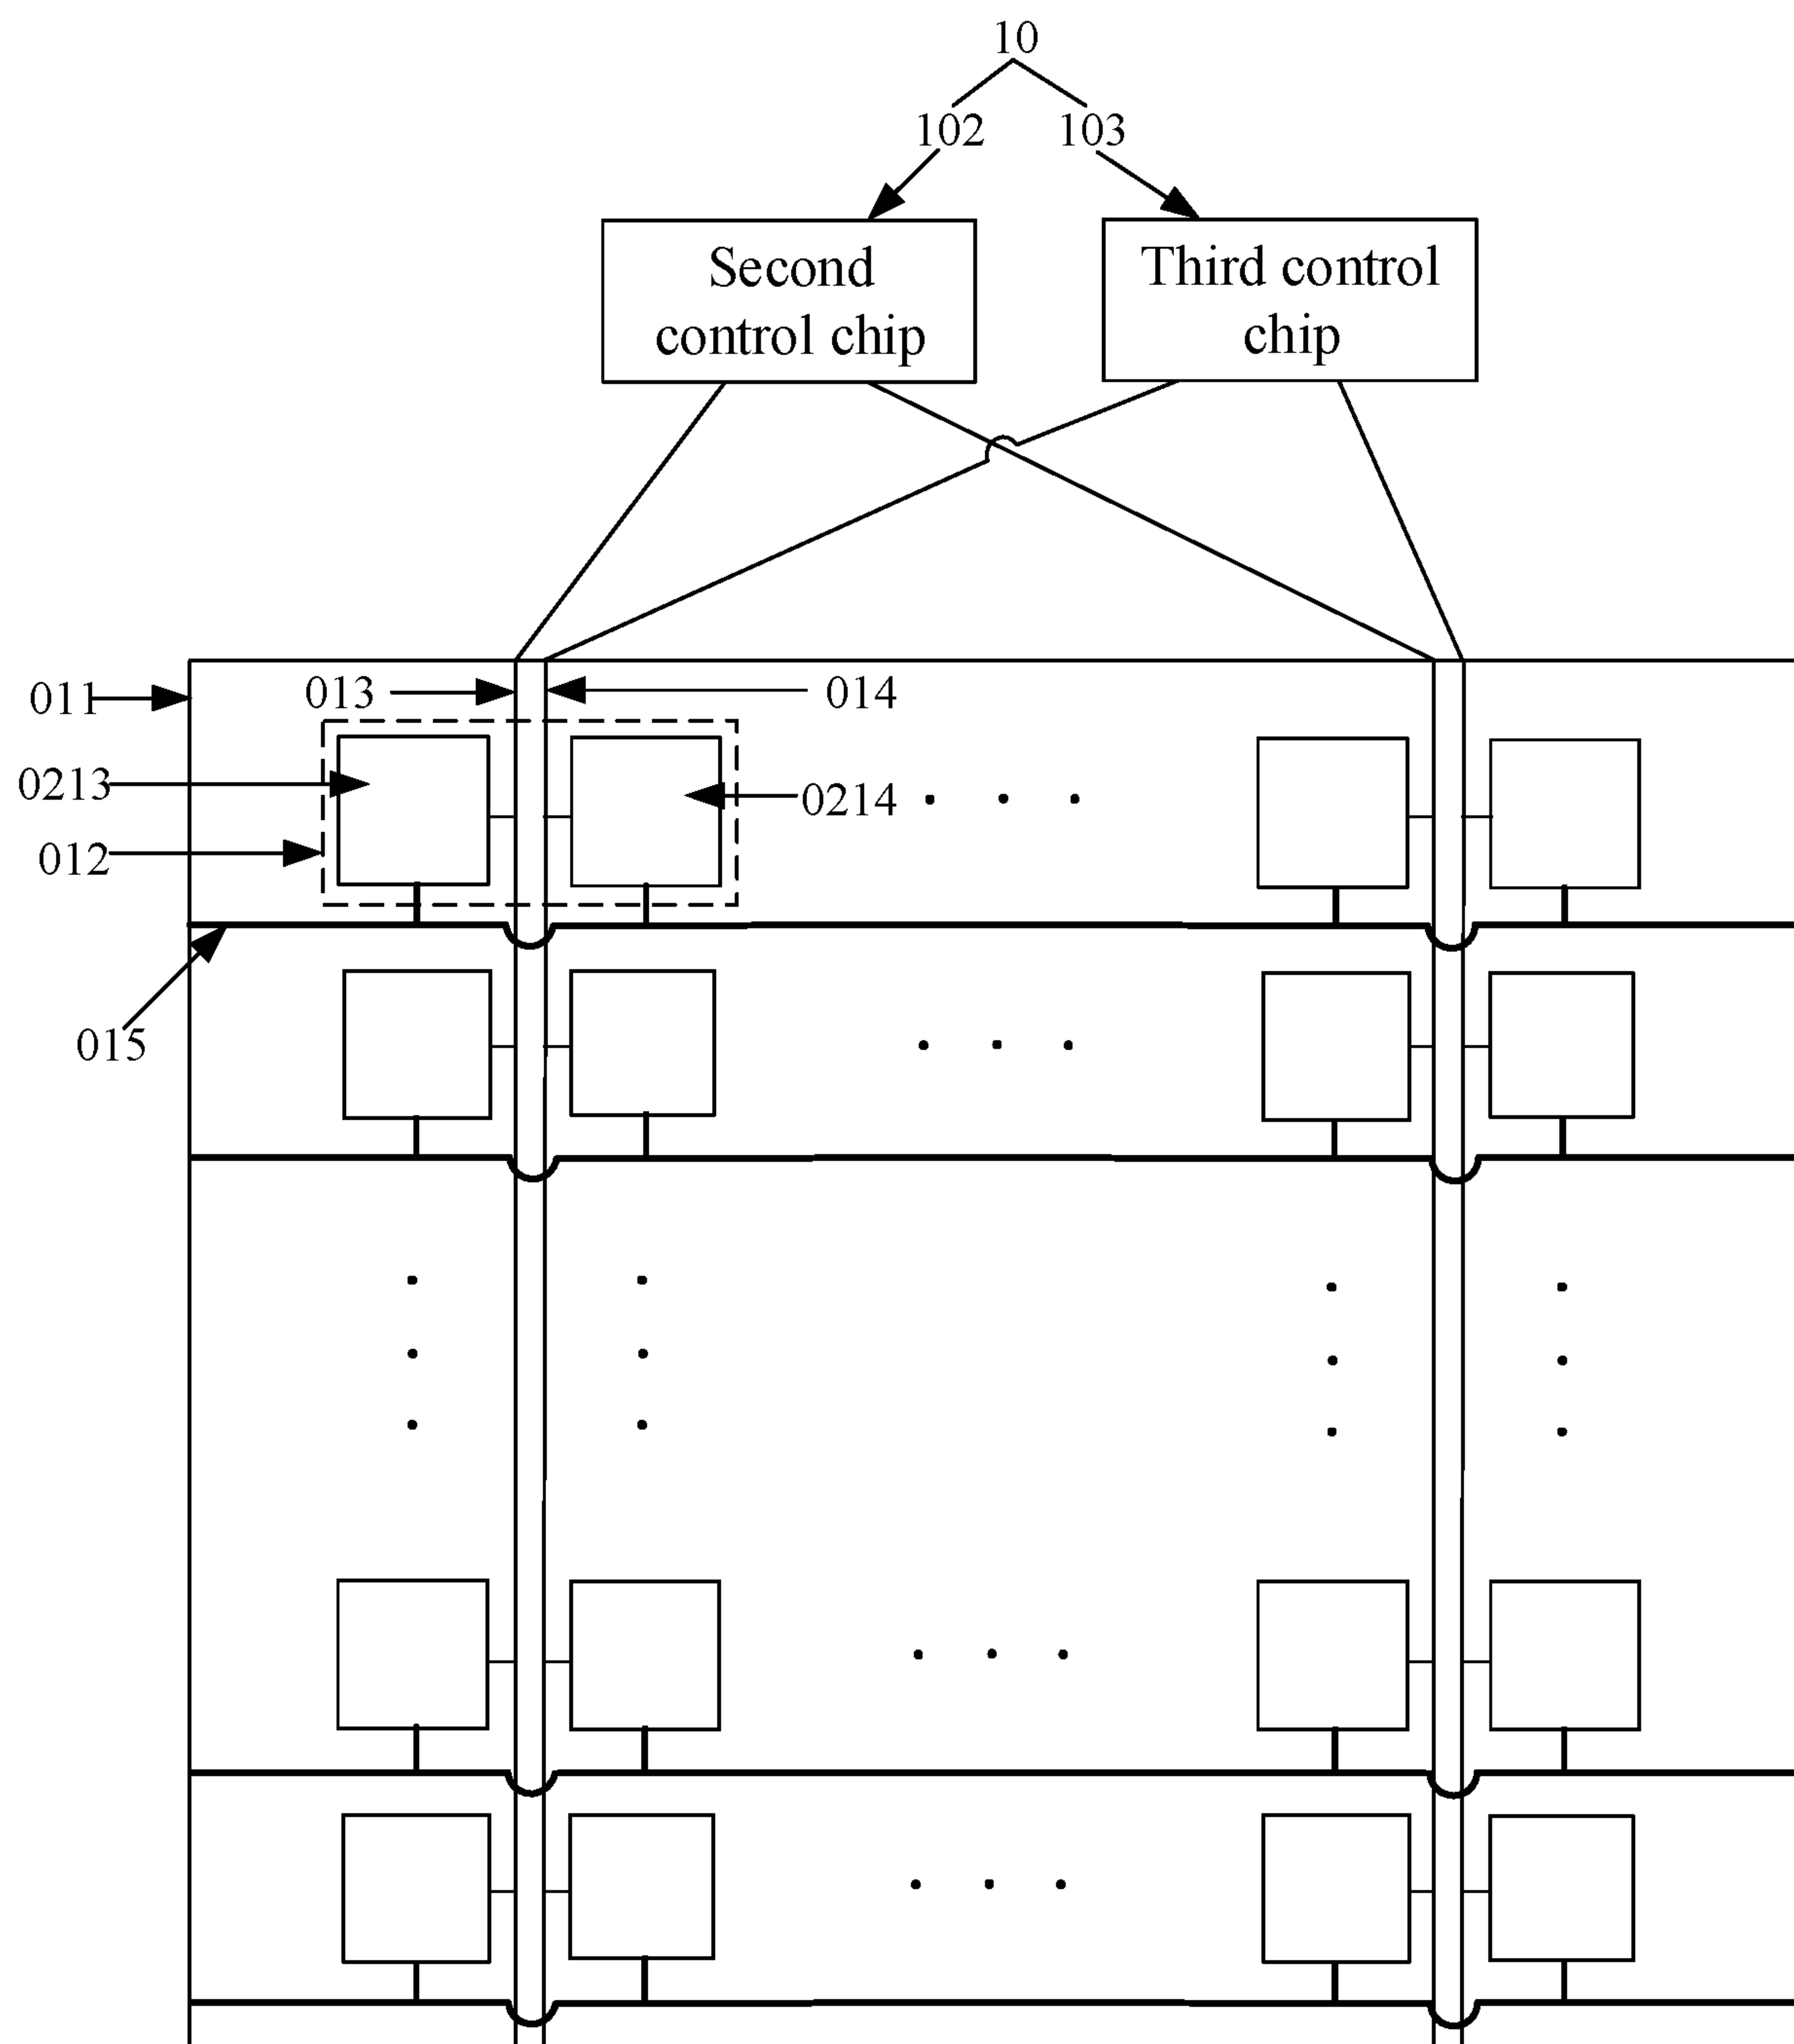 10
102 103
Second
control chip
Third control
chip
011
013
014
0213
0214
012
015